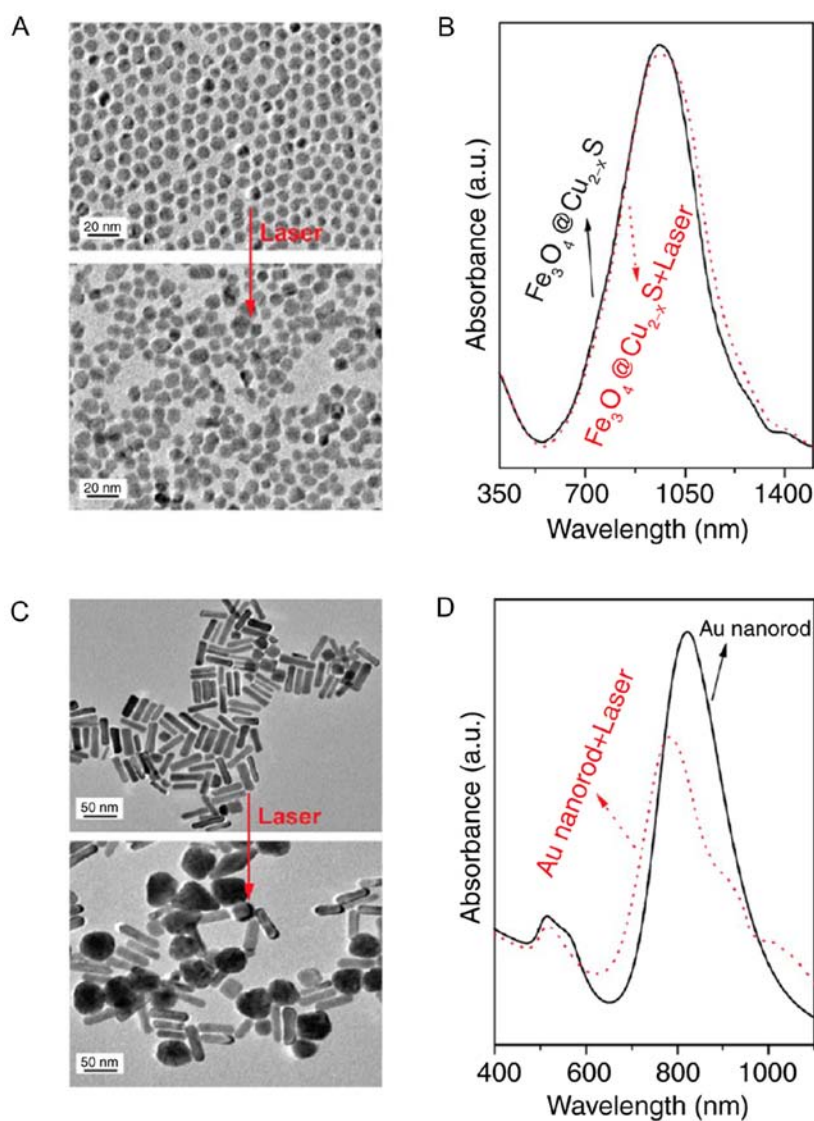 A
20 nm
Laser
20 nm
B
Absorbance (a.u.)
Fe₃O₄@Cu₂₋ₓS
Fe₃O₄@Cu₂₋ₓS+Laser
350 700 1050 1400
Wavelength (nm)
C
50 nm
Laser
50 nm
D
Absorbance (a.u.)
Au nanorod
Au nanorod+Laser
400 600 800 1000
Wavelength (nm)